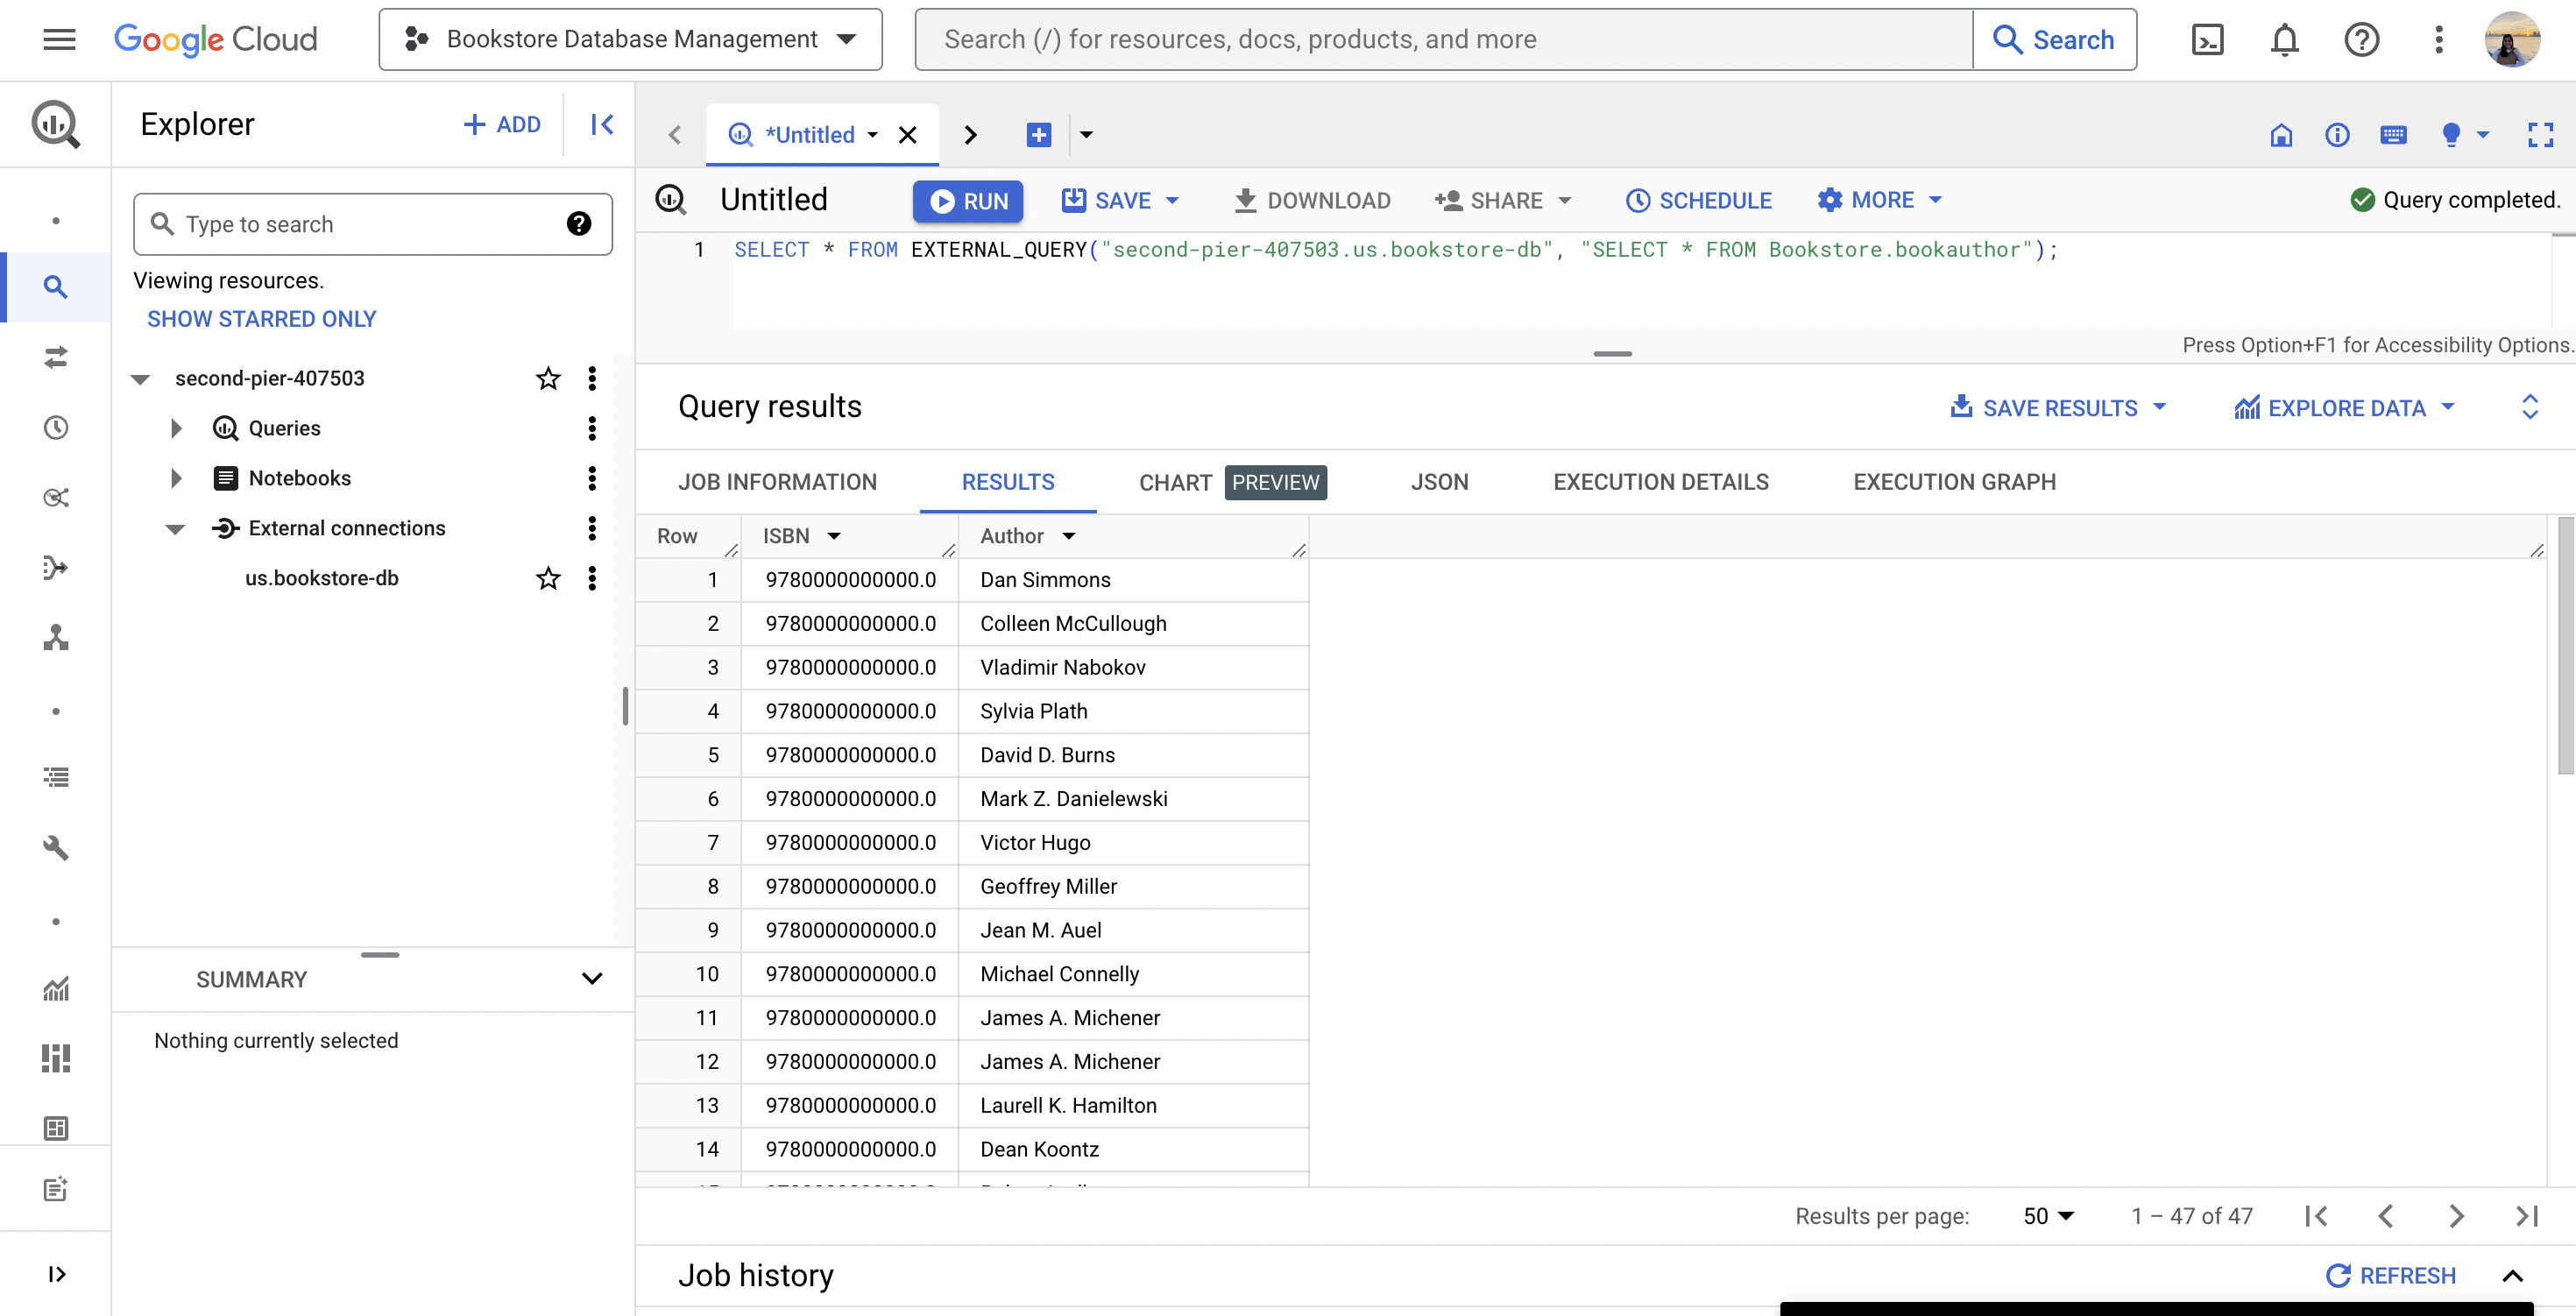 Google Cloud
Bookstore Database Management
Search (/) for resources, docs, products, and more
Search
Explorer
ADD
*Untitled
Type to search
Viewing resources.
SHOW STARRED ONLY
second-pier-407503
Queries
Notebooks
External connections
us.bookstore-db
SUMMARY
Nothing currently selected
Untitled
RUN
SAVE
DOWNLOAD
SHARE
SCHEDULE
MORE
Query completed.
1 SELECT * FROM EXTERNAL_QUERY("second-pier-407503.us.bookstore-db", "SELECT * FROM Bookstore.bookauthor");
Press Option+F1 for Accessibility Options.
Query results
SAVE RESULTS
EXPLORE DATA
JOB INFORMATION RESULTS CHART PREVIEW JSON EXECUTION DETAILS EXECUTION GRAPH
Row ISBN Author
1 9780000000000.0 Dan Simmons
2 9780000000000.0 Colleen McCullough
3 9780000000000.0 Vladimir Nabokov
4 9780000000000.0 Sylvia Plath
5 9780000000000.0 David D. Burns
6 9780000000000.0 Mark Z. Danielewski
7 9780000000000.0 Victor Hugo
8 9780000000000.0 Geoffrey Miller
9 9780000000000.0 Jean M. Auel
10 9780000000000.0 Michael Connelly
11 9780000000000.0 James A. Michener
12 9780000000000.0 James A. Michener
13 9780000000000.0 Laurell K. Hamilton
14 9780000000000.0 Dean Koontz
Results per page: 50 1 – 47 of 47
Job history
REFRESH